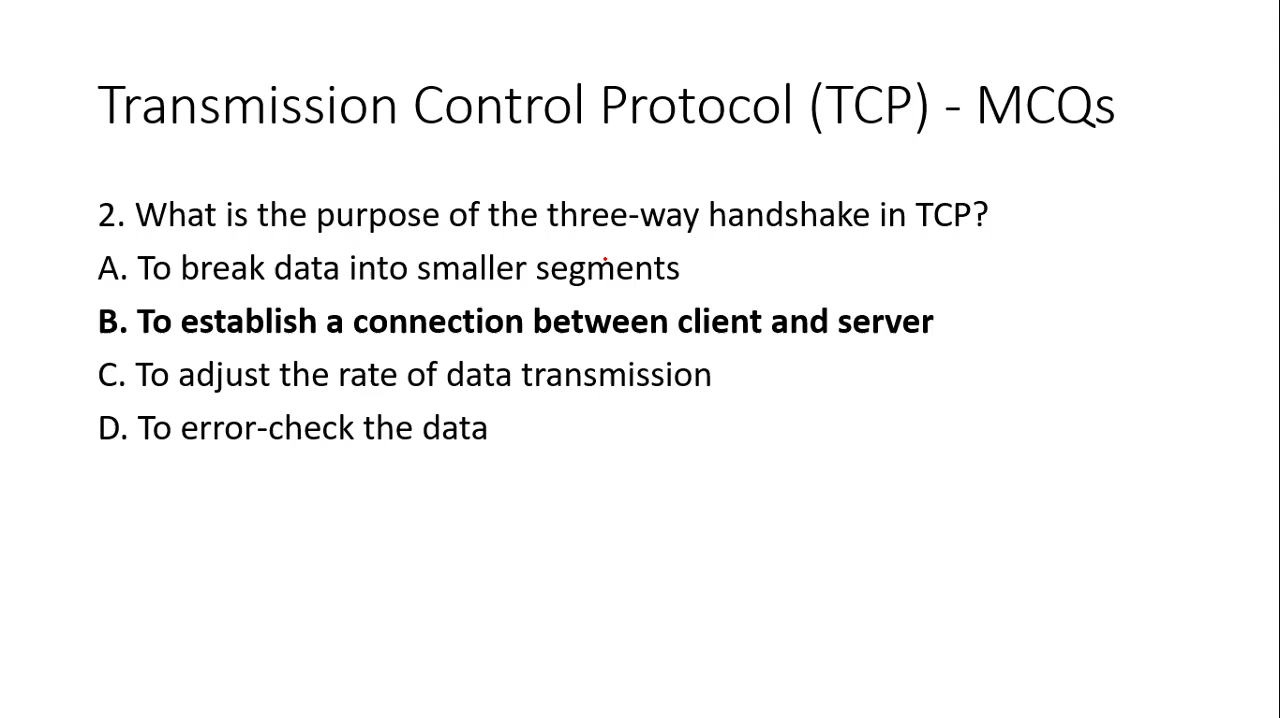 Transmission Control Protocol (TCP) - MCQs
2. What is the purpose of the three-way handshake in TCP?
A. To break data into smaller segments
B. To establish a connection between client and server
C. To adjust the rate of data transmission
D. To error-check the data